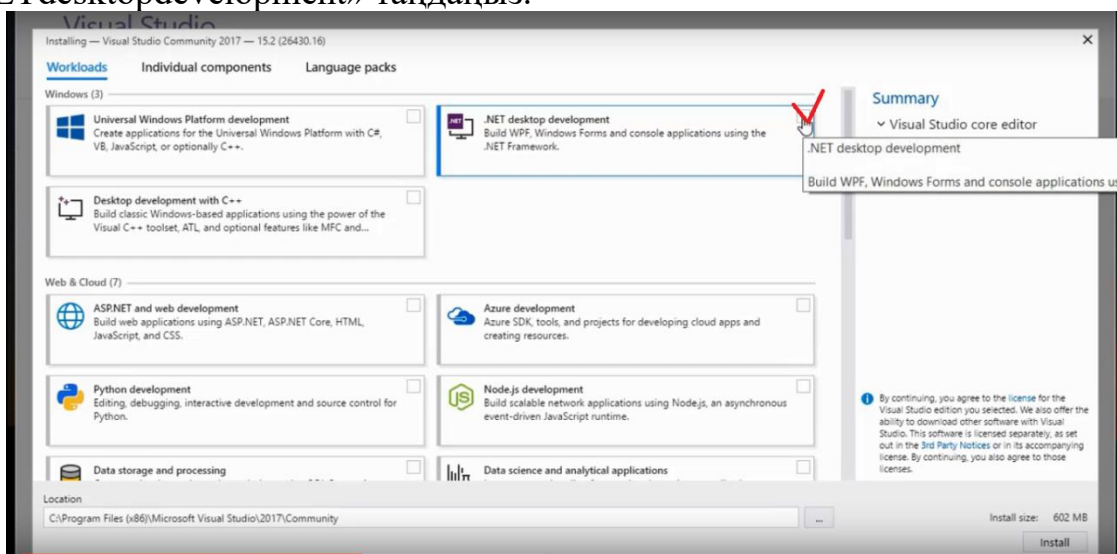 ETdesktopdevelopment» таңдаңыз.
Visual Studio
Installing — Visual Studio Community 2017 — 15.2 (26430.16)
Workloads Individual components Language packs
Windows (3)
Universal Windows Platform development
Create applications for the Universal Windows Platform with C#,
VB, JavaScript, or optionally C++.
.NET desktop development
Build WPF, Windows Forms and console applications using the
.NET Framework.
Desktop development with C++
Build classic Windows-based applications using the power of the
Visual C++ toolset, ATL, and optional features like MFC and...
Web & Cloud (7)
ASP.NET and web development
Build web applications using ASP.NET, ASP.NET Core, HTML,
JavaScript, and CSS.
Azure development
Azure SDK, tools, and projects for developing cloud apps and
creating resources.
Python development
Editing, debugging, interactive development and source control for
Python.
Node.js development
Build scalable network applications using Node.js, an asynchronous
event-driven JavaScript runtime.
Data storage and processing
Data science and analytical applications
Summary
Visual Studio core editor
.NET desktop development
Build WPF, Windows Forms and console applications us
By continuing, you agree to the license for the
Visual Studio edition you selected. We also offer the
ability to download other software with Visual
Studio. This software is licensed separately, as set
out in the 3rd Party Notices or in its accompanying
license. By continuing, you also agree to those
licenses.
Location
C:\Program Files (x86)\Microsoft Visual Studio\2017\Community
...
Install size: 602 MB
Install